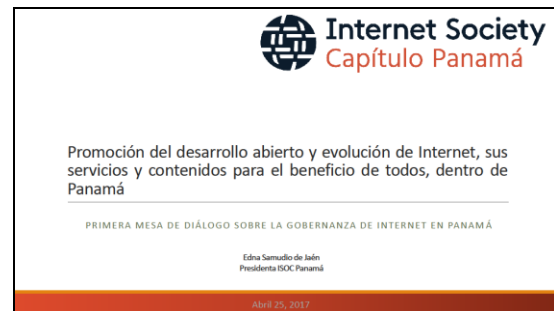 Internet Society
Capítulo Panamá
Promoción del desarrollo abierto y evolución de Internet, sus
servicios y contenidos para el beneficio de todos, dentro de
Panamá
PRIMERA MESA DE DIÁLOGO SOBRE LA GOBERNANZA DE INTERNET EN PANAMÁ
Edna Samudio de Jaén
Presidenta ISOC Panamá
Abril 25, 2017